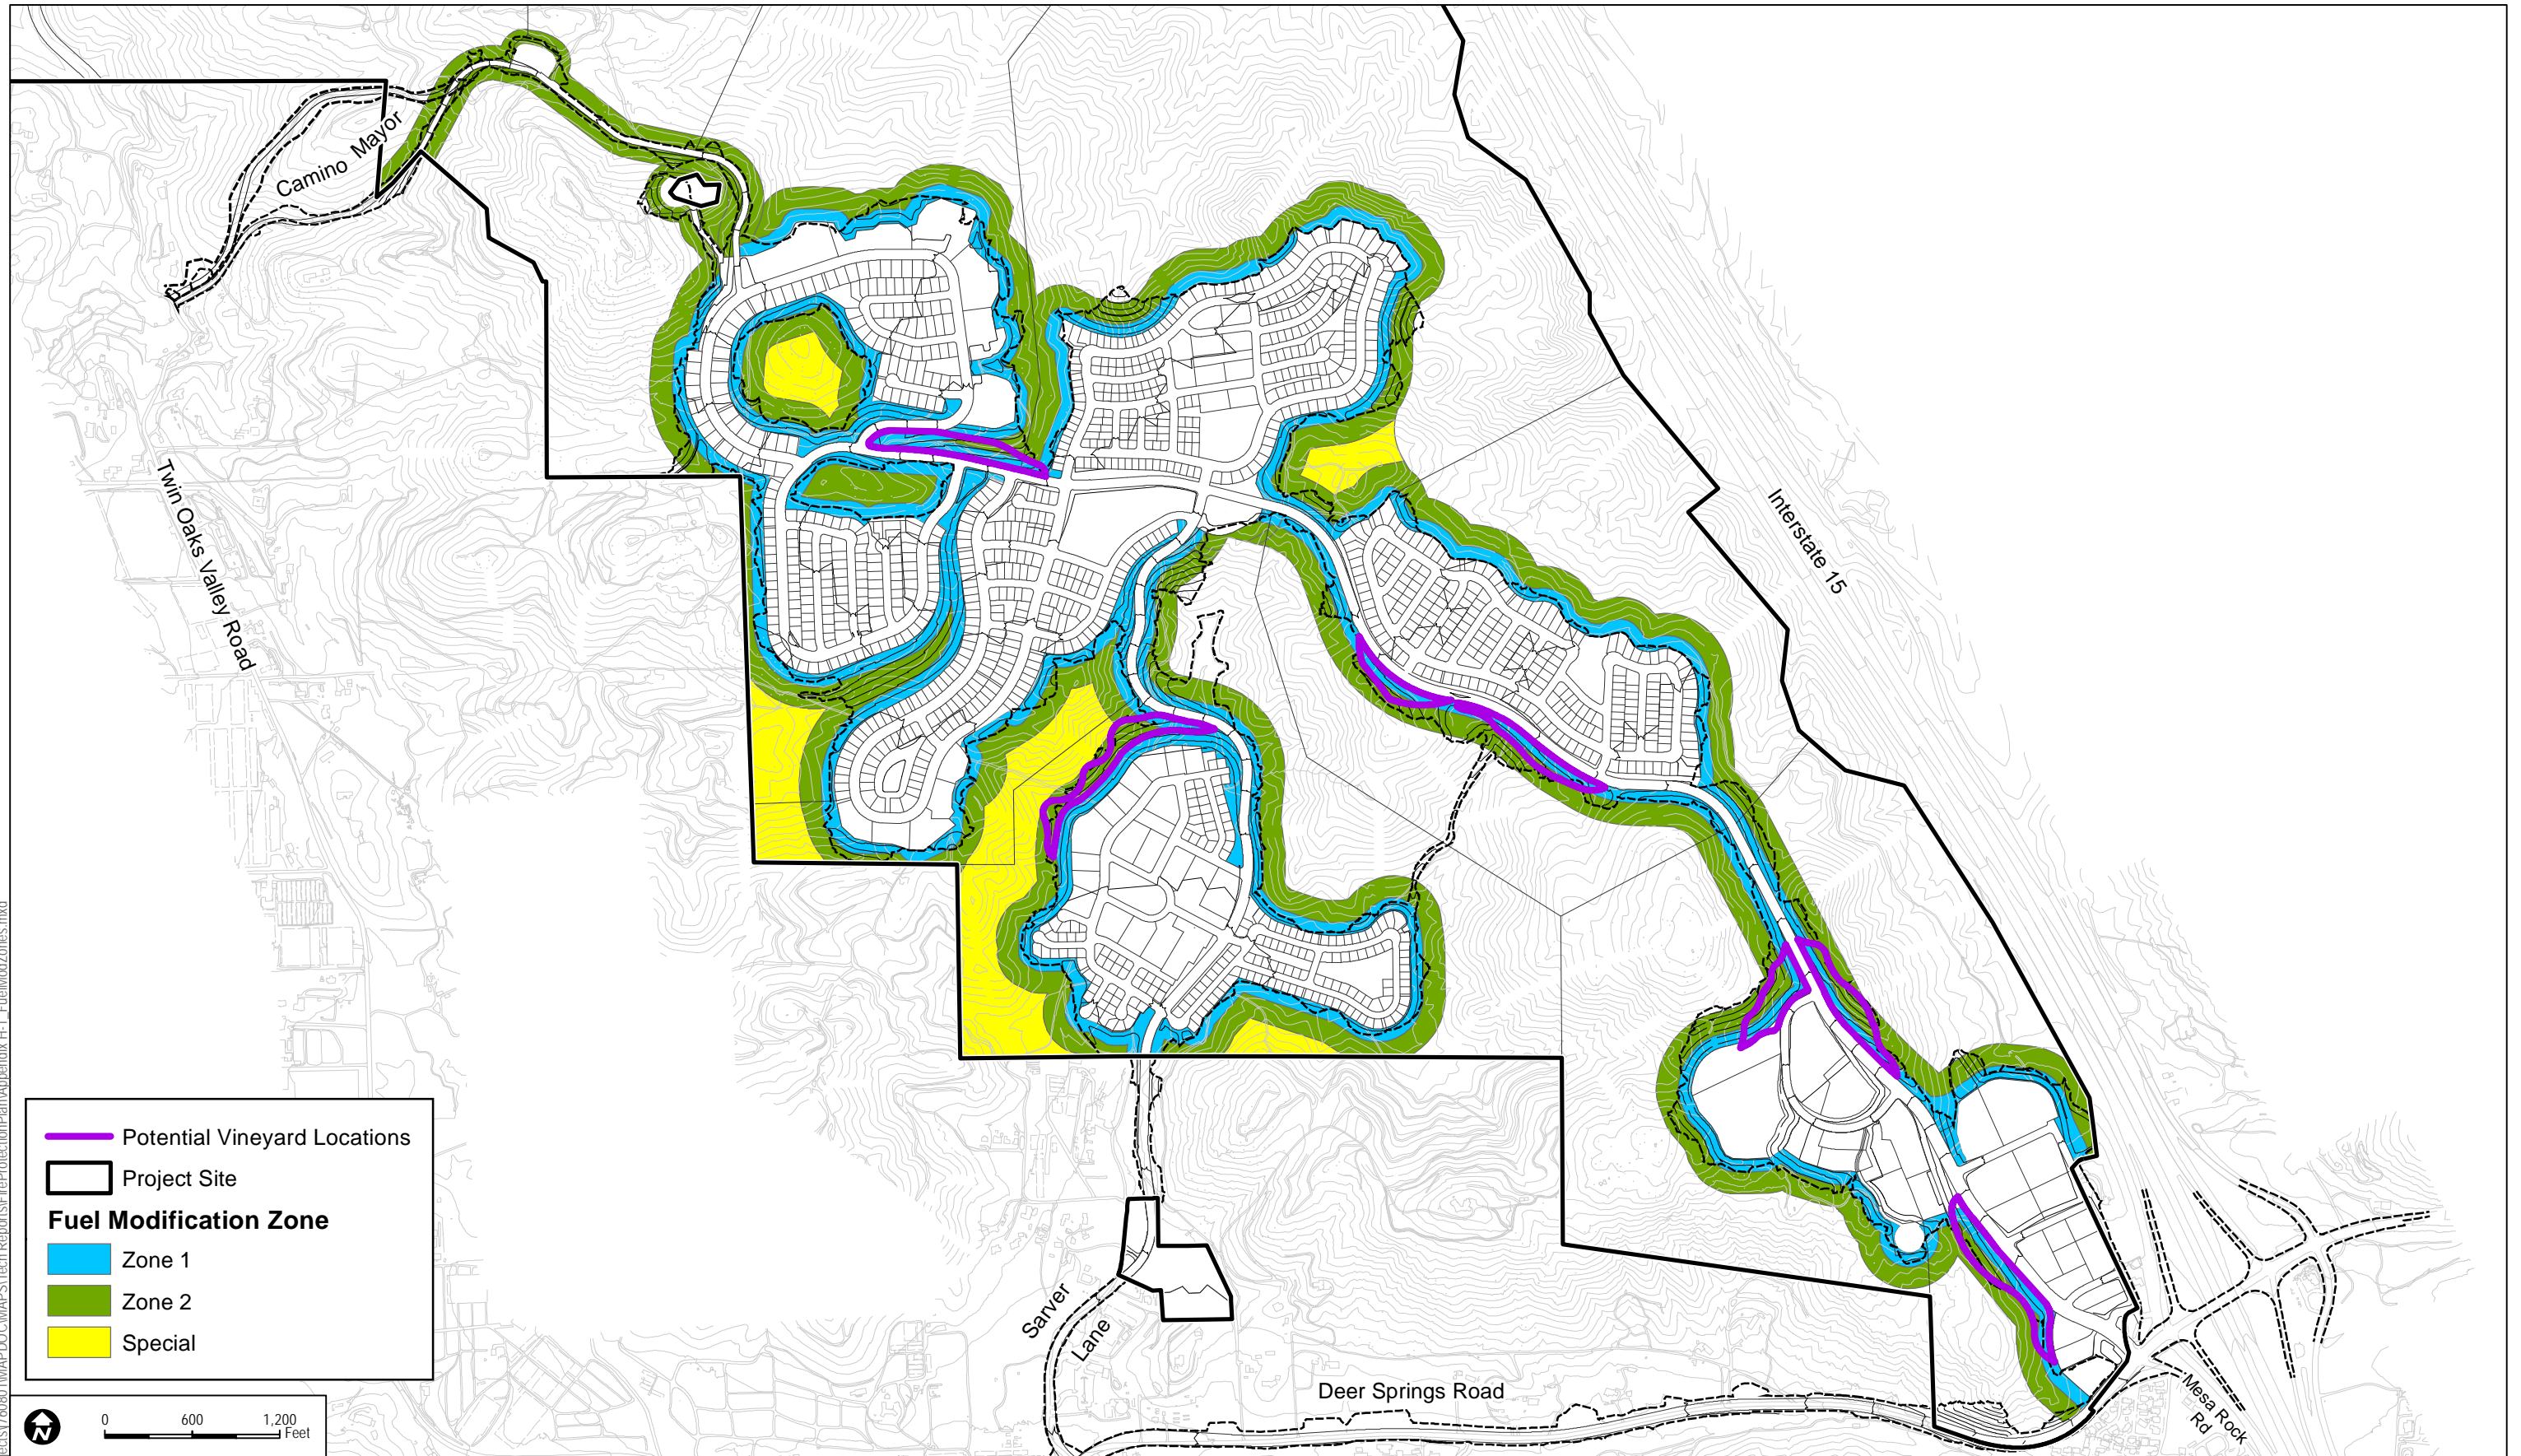 Camino Mayor
Twin Oaks Valley Road
Interstate 15
Sarver
Lane
Deer Springs Road
Mesa Rock
Rd
Potential Vineyard Locations
Project Site
Fuel Modification Zone
Zone 1
Zone 2
Special
N
0 600 1,200
Feet